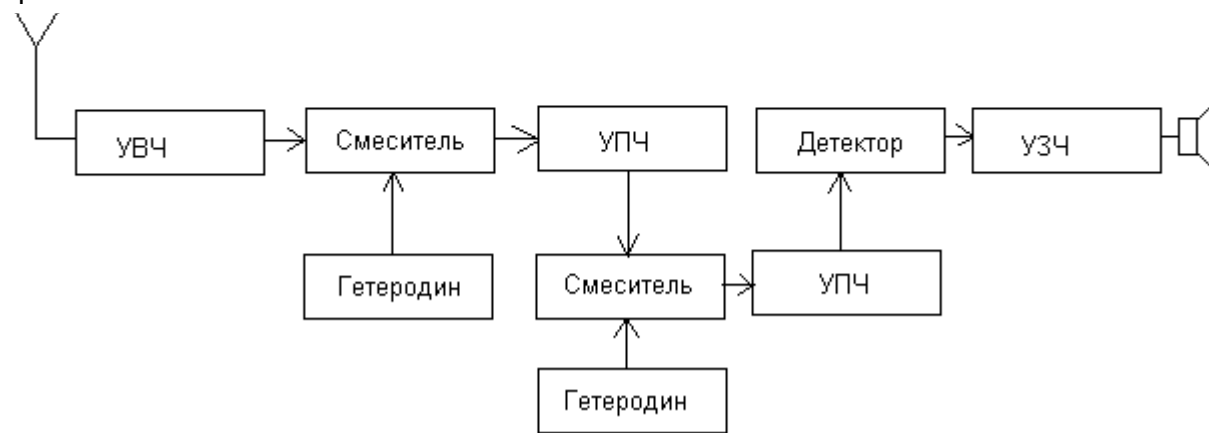 УВЧ
Смеситель
УПЧ
Детектор
УЗЧ
Гетеродин
Смеситель
УПЧ
Гетеродин